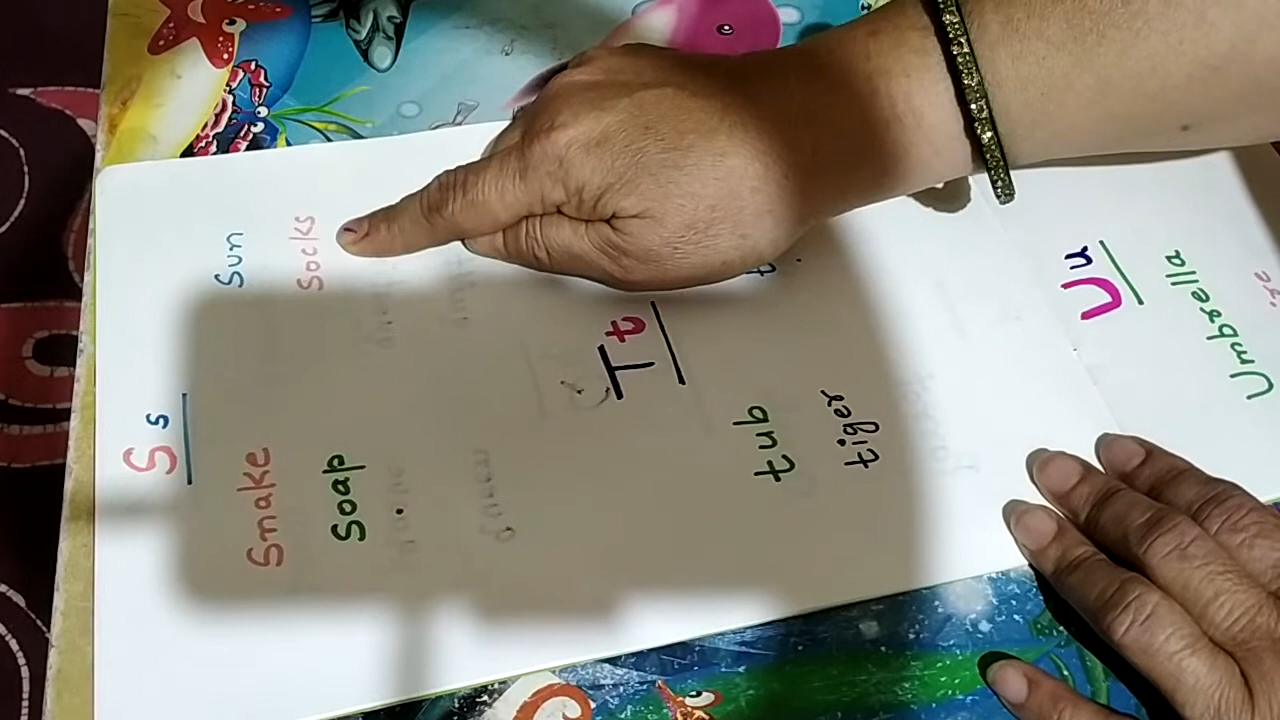 Ss
Snake Sun
Soap Socks
Tt
tub
tiger
Uu
Umbrella